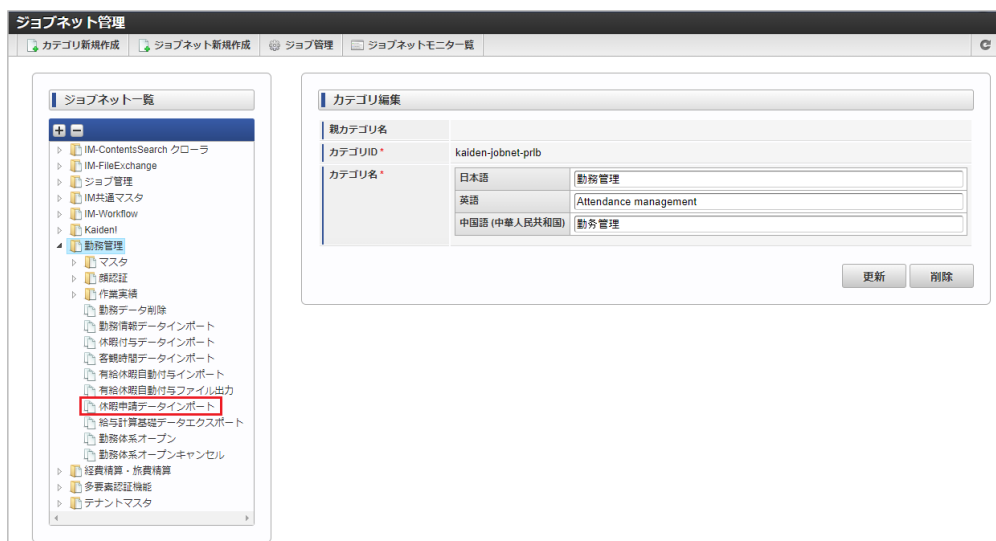 ジョブネット管理
カテゴリ新規作成 ジョブネット新規作成 ジョブ管理 ジョブネットモニタ一覧
ジョブネット一覧
IM-ContentsSearch クローラ
IM-FileExchange
ジョブ管理
IM共通マスタ
IM-Workflow
Kaiden!
勤務管理
マスタ
顔認証
作業実績
勤務データ削除
勤務情報データインポート
休暇付与データインポート
客観時間データインポート
有給休暇自動付与インポート
有給休暇自動付与ファイル出力
休暇申請データインポート
給与計算基礎データエクスポート
勤務体系オープン
勤務体系オープンキャンセル
経費精算・旅費精算
多要素認証機能
テナントマスタ
カテゴリ編集
親カテゴリ名
カテゴリID * kaiden-jobnet-prlb
カテゴリ名 * 日本語 勤務管理
英語 Attendance management
中国語 (中華人民共和国) 勤务管理
更新 削除